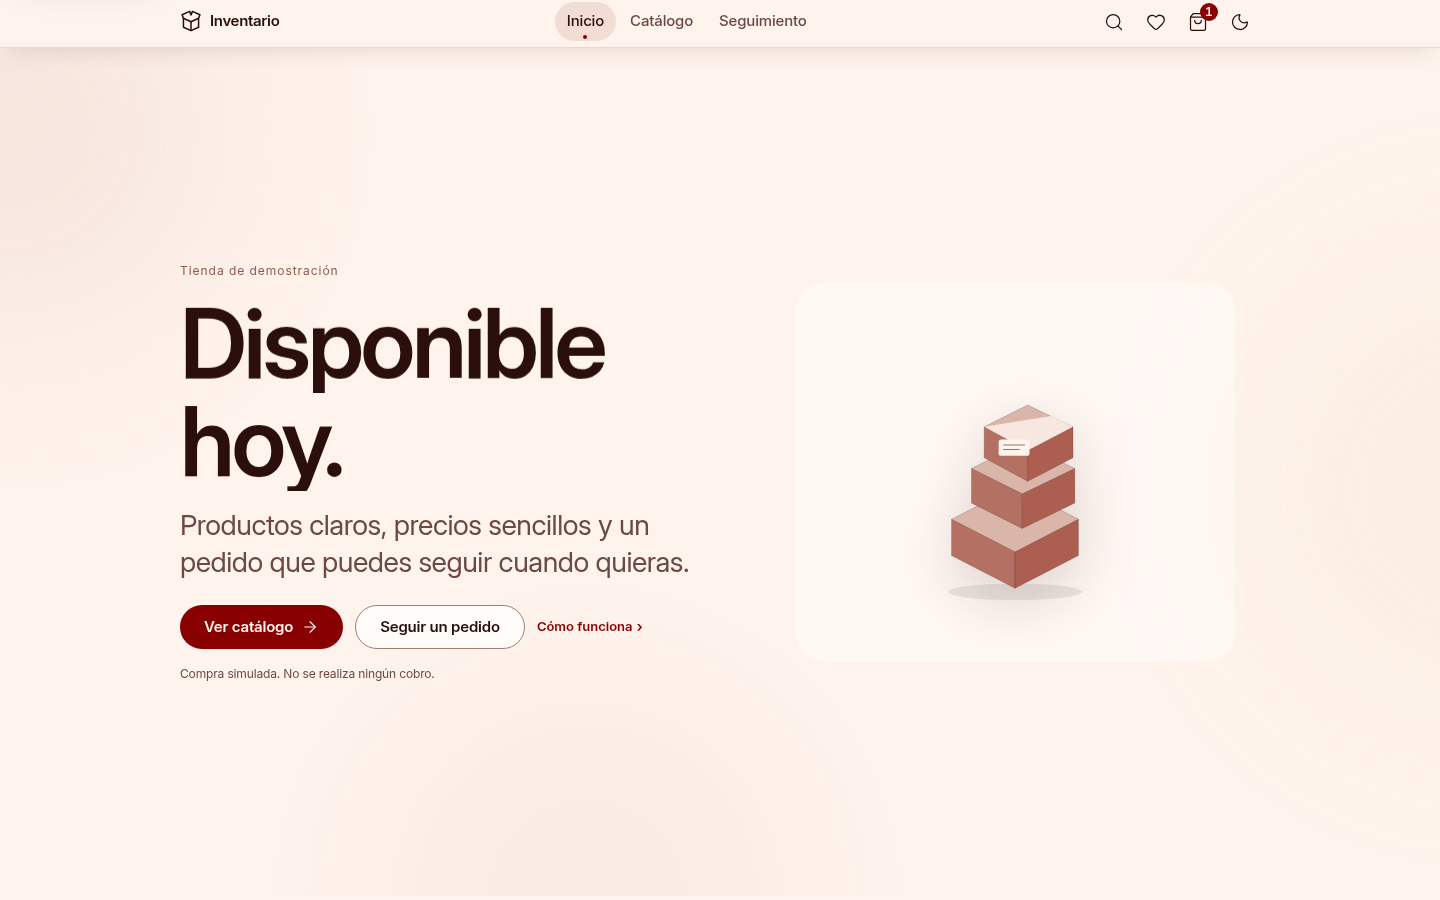 Inventario
Inicio
Catálogo
Seguimiento
1
Tienda de demostración
Disponible
hoy.
Productos claros, precios sencillos y un
pedido que puedes seguir cuando quieras.
Ver catálogo
Seguir un pedido
Cómo funciona ›
Compra simulada. No se realiza ningún cobro.